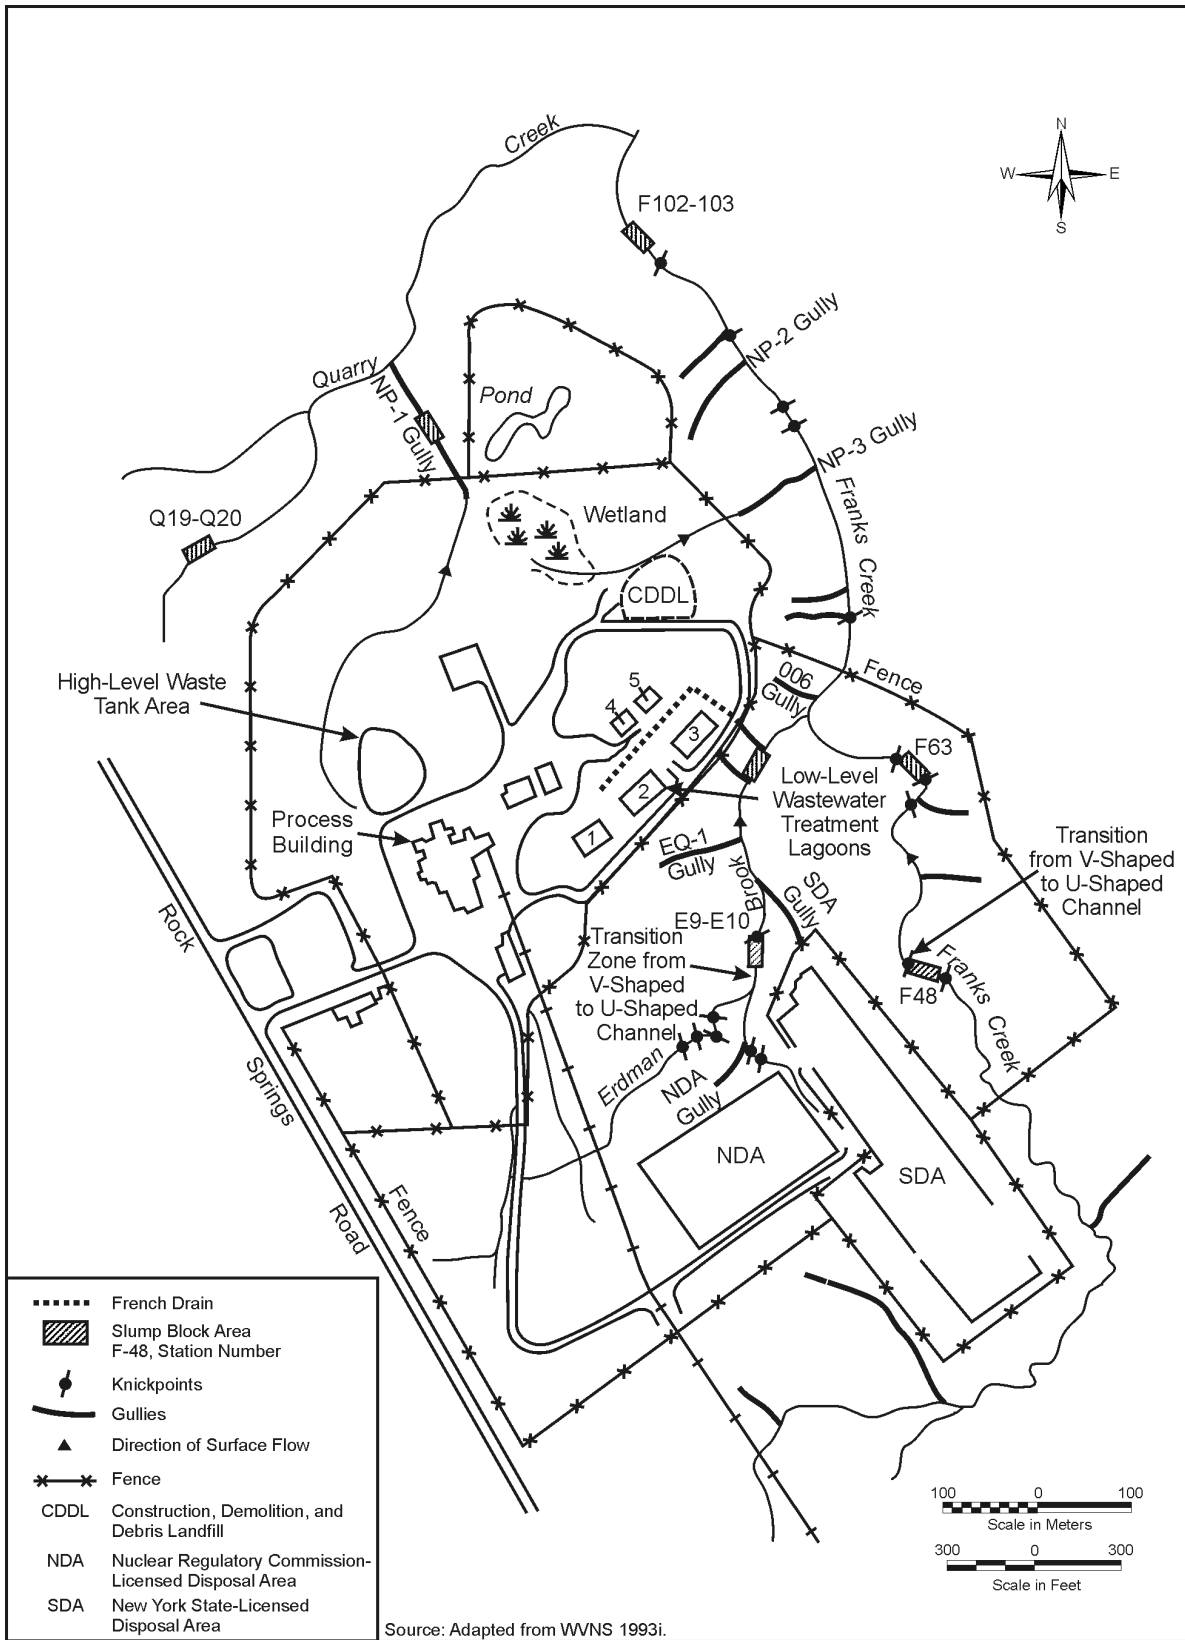 Creek
N
W
E
S
F102-103
NP-2 Gully
Quarry
NP-1 Gully
Pond
NP-3 Gully
Franks Creek
Q19-Q20
Wetland
CDDL
High-Level Waste
Tank Area
006
Gully
Fence
5
4
3
2
1
F63
Low-Level
Wastewater
Treatment
Lagoons
Process
Building
EQ-1
Gully
Transition
from V-Shaped
to U-Shaped
Channel
Brook
SDA
Gully
Rock
E9-E10
Transition
Zone from
V-Shaped
to U-Shaped
Channel
F48
Franks Creek
Erdman
Springs
NDA
Gully
NDA
SDA
Fence
Road
French Drain
Slump Block Area
F-48, Station Number
Knickpoints
Gullies
Direction of Surface Flow
Fence
CDDL Construction, Demolition, and
Debris Landfill
NDA Nuclear Regulatory Commission-
Licensed Disposal Area
SDA New York State-Licensed
Disposal Area
100 0 100
Scale in Meters
300 0 300
Scale in Feet
Source: Adapted from WVNS 1993i.